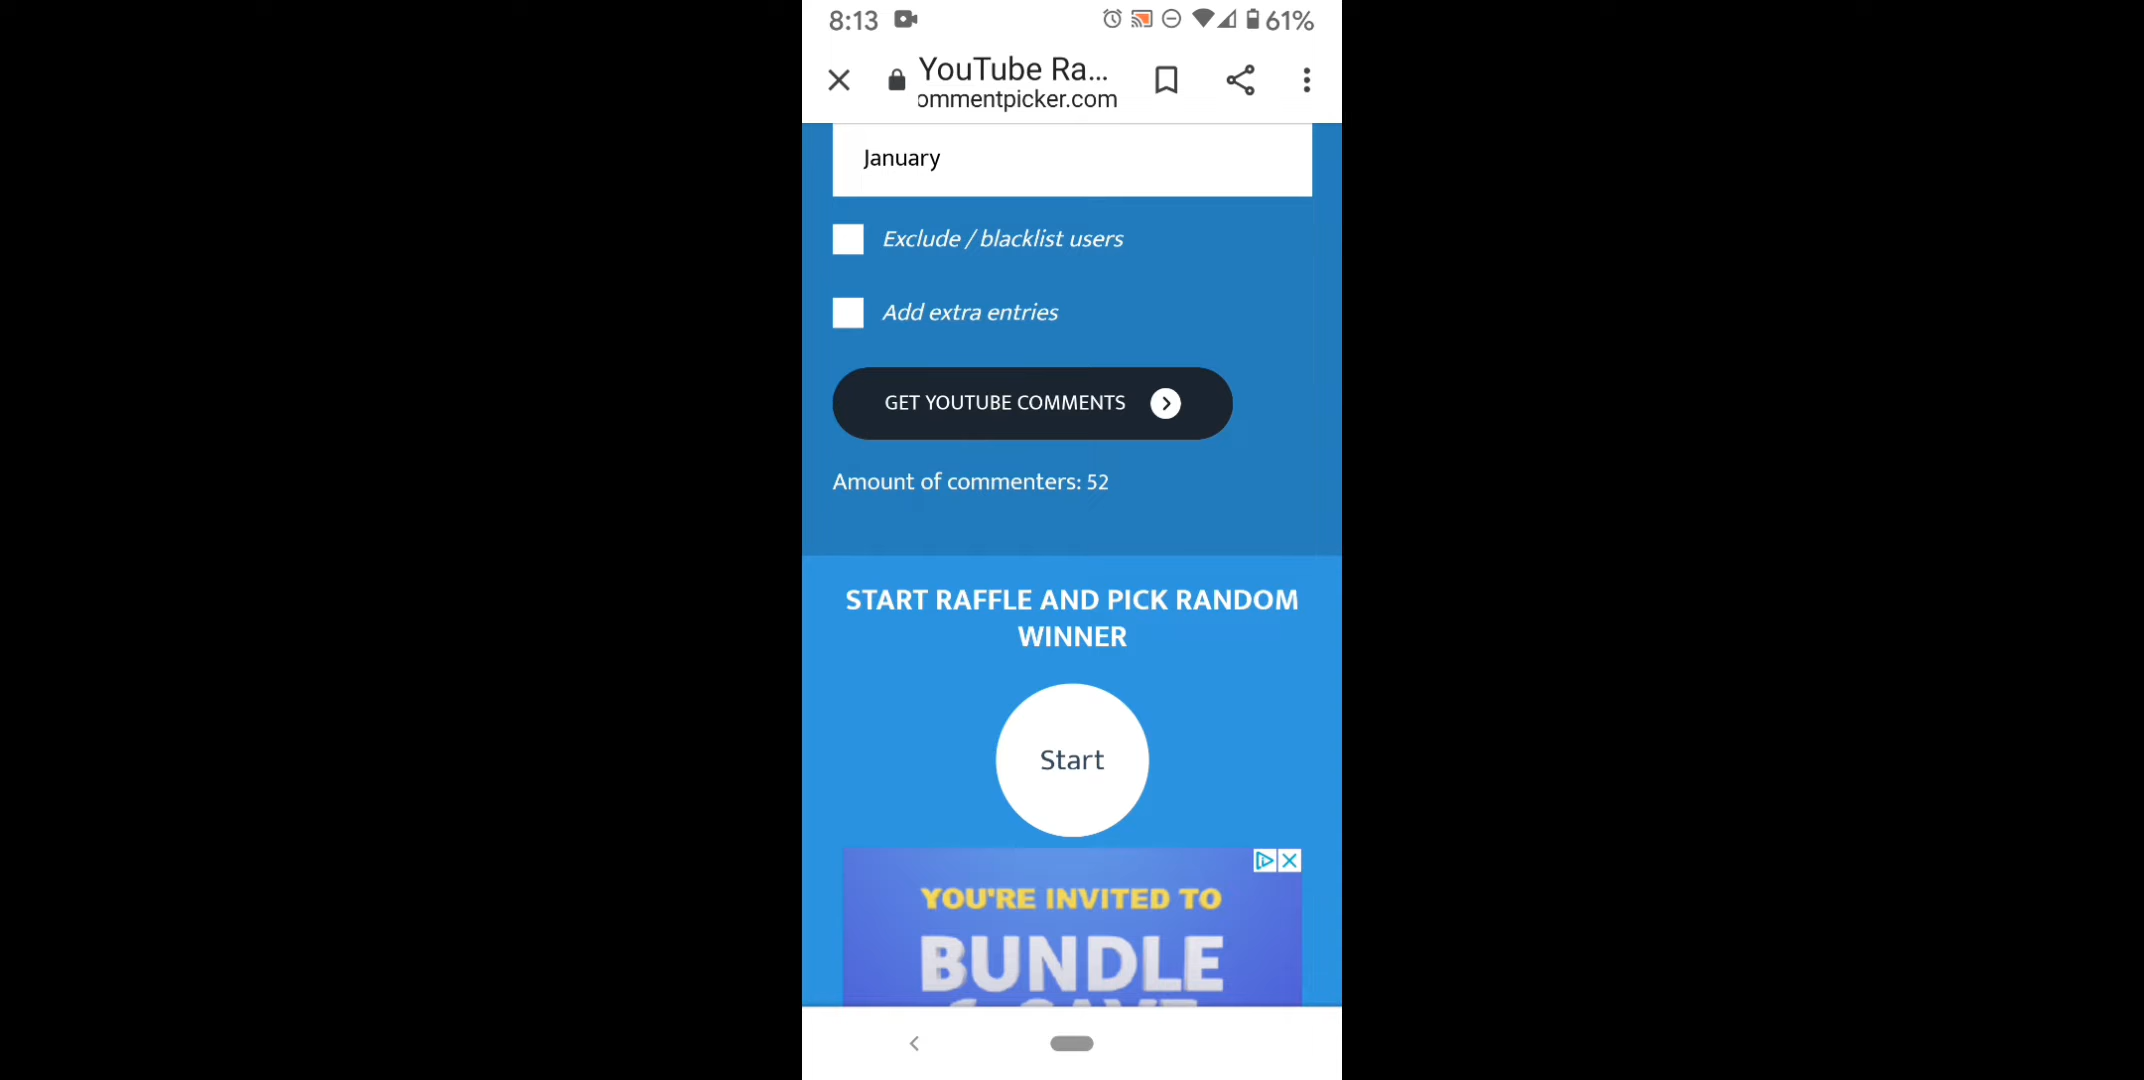 8:13
61%
YouTube Ra...
ommentpicker.com
January
Exclude / blacklist users
Add extra entries
GET YOUTUBE COMMENTS
Amount of commenters: 52
START RAFFLE AND PICK RANDOM
WINNER
Start
YOU'RE INVITED TO
BUNDLE
& SAVE